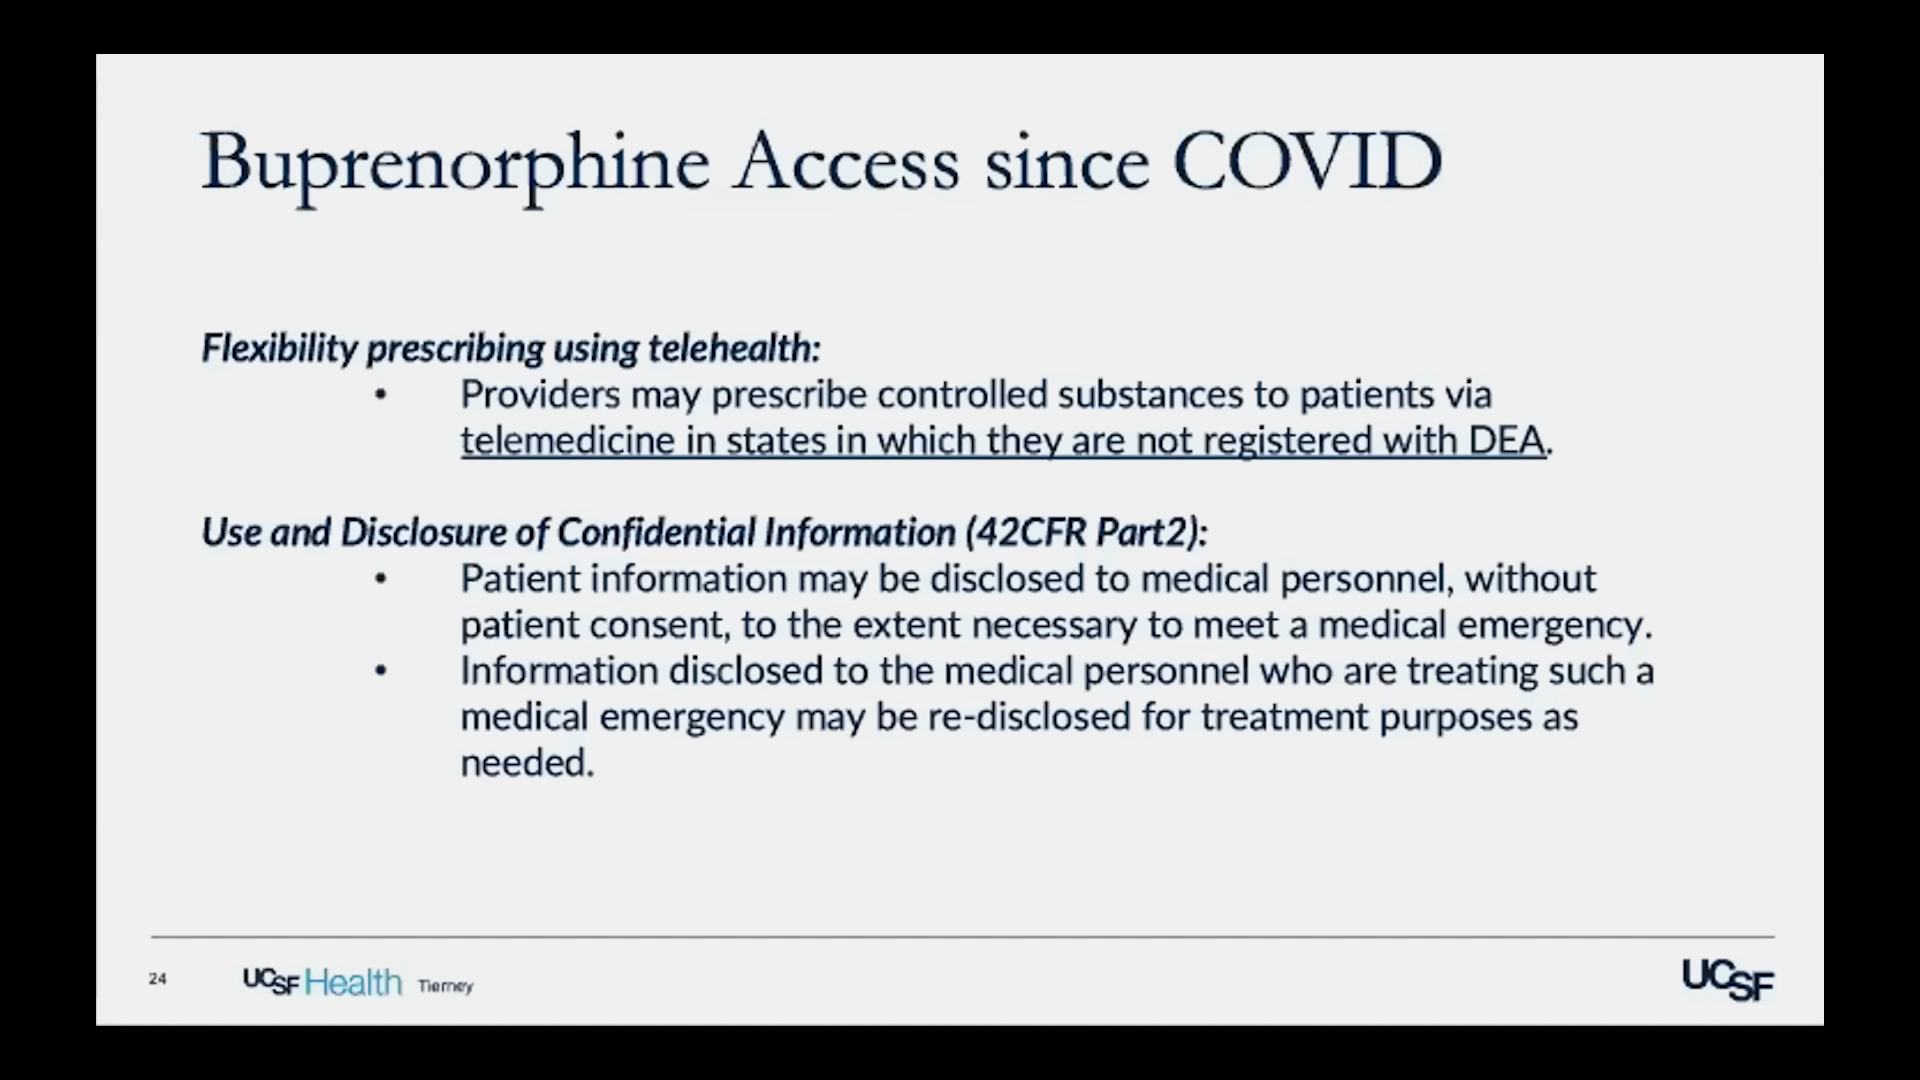 Buprenorphine Access since COVID
Flexibility prescribing using telehealth:
• Providers may prescribe controlled substances to patients via
telemedicine in states in which they are not registered with DEA.
Use and Disclosure of Confidential Information (42CFR Part2):
• Patient information may be disclosed to medical personnel, without
patient consent, to the extent necessary to meet a medical emergency.
• Information disclosed to the medical personnel who are treating such a
medical emergency may be re-disclosed for treatment purposes as
needed.
24 UCSF Health Tierney UCSF